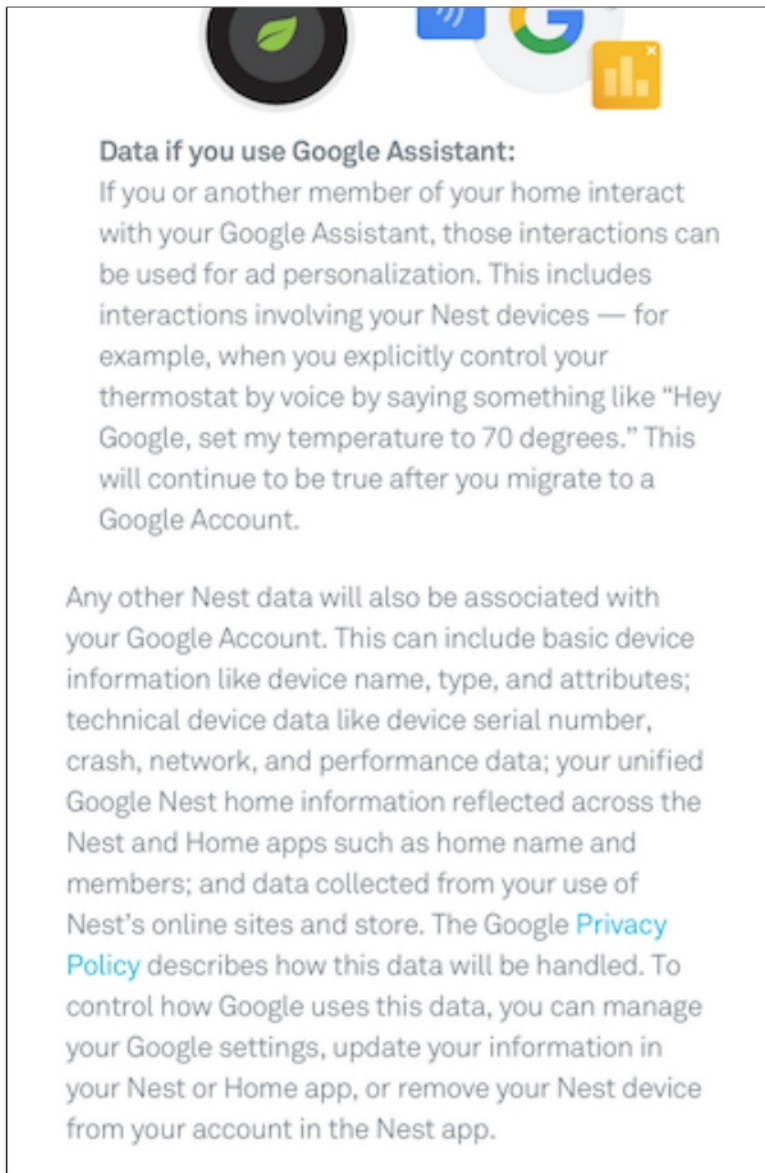 Data if you use Google Assistant:
If you or another member of your home interact
with your Google Assistant, those interactions can
be used for ad personalization. This includes
interactions involving your Nest devices — for
example, when you explicitly control your
thermostat by voice by saying something like “Hey
Google, set my temperature to 70 degrees.” This
will continue to be true after you migrate to a
Google Account.
Any other Nest data will also be associated with
your Google Account. This can include basic device
information like device name, type, and attributes;
technical device data like device serial number,
crash, network, and performance data; your unified
Google Nest home information reflected across the
Nest and Home apps such as home name and
members; and data collected from your use of
Nest’s online sites and store. The Google Privacy
Policy describes how this data will be handled. To
control how Google uses this data, you can manage
your Google settings, update your information in
your Nest or Home app, or remove your Nest device
from your account in the Nest app.